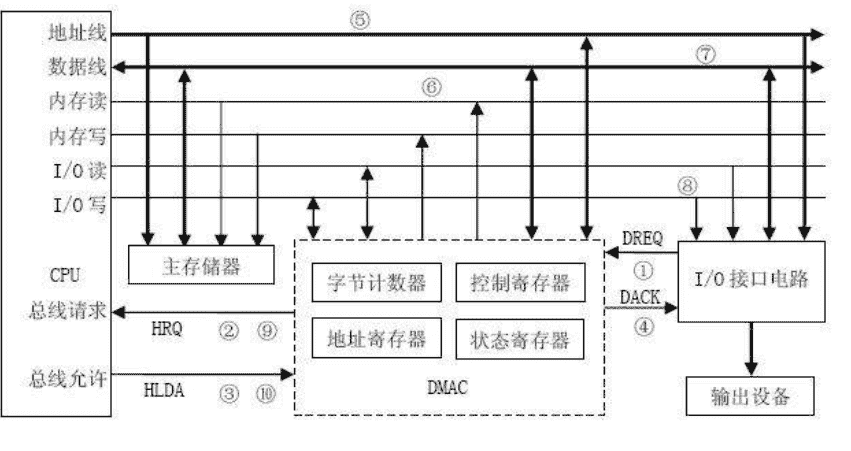 地址线
⑤
数据线
⑦
内存读
⑥
内存写
I/O 读
I/O 写
⑧
CPU
主存储器
字节计数器
控制寄存器
地址寄存器
状态寄存器
DMAC
DREQ
①
DACK
④
I/O 接口电路
总线请求
HRQ ② ⑨
总线允许
HLDA ③ ⑩
输出设备